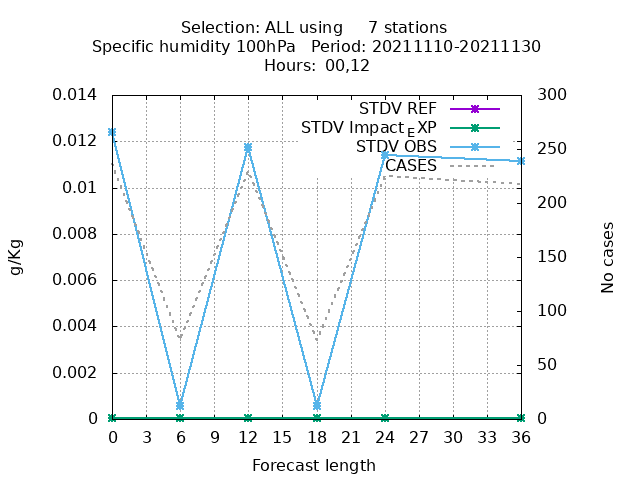 Selection: ALL using 7 stations
Specific humidity 100hPa Period: 20211110-20211130
Hours: 00,12
0.014
0.012
0.01
0.008
0.006
0.004
0.002
0
g/Kg
STDV REF
STDV Impact_EXP
STDV OBS
CASES
300
250
200
150
100
50
0
No cases
0 3 6 9 12 15 18 21 24 27 30 33 36
Forecast length